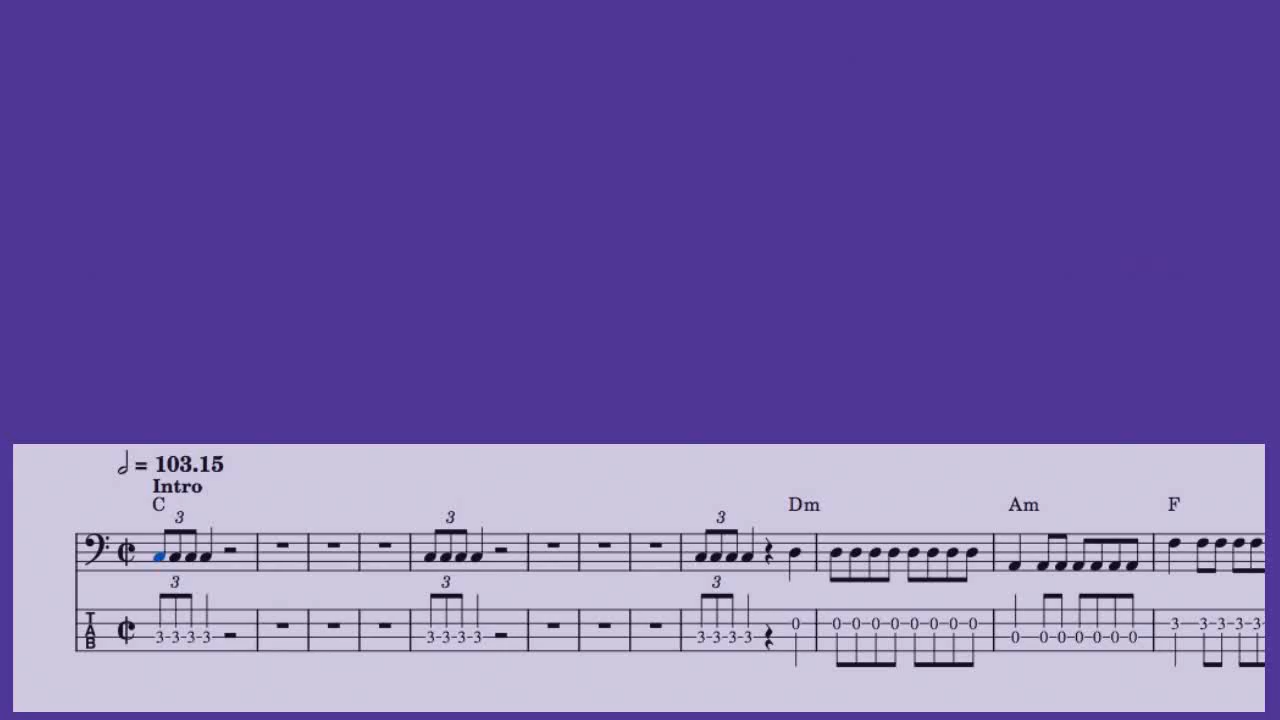 𝅗𝅥 = 103.15
Intro
C Dm Am F
3 3 3
3 3 3
T 0 0 0 0 0 0 0 0 0 3 3 3 3 3
A 3 3 3 3 3 3 3 3 3 3 3 3 0 0 0 0 0 0 0
B